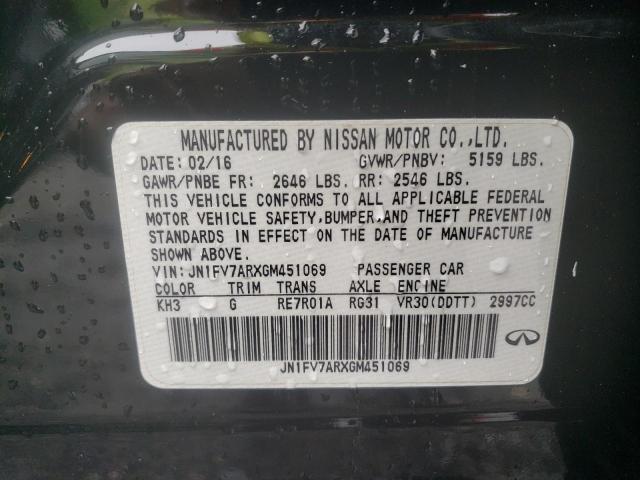 MANUFACTURED BY NISSAN MOTOR CO.,LTD.
DATE: 02/16 GVWR/PNBV: 5159 LBS.
GAWR/PNBE FR: 2646 LBS. RR: 2546 LBS.
THIS VEHICLE CONFORMS TO ALL APPLICABLE FEDERAL
MOTOR VEHICLE SAFETY,BUMPER,AND THEFT PREVENTION
STANDARDS IN EFFECT ON THE DATE OF MANUFACTURE
SHOWN ABOVE.
VIN:JN1FV7ARXGM451069 PASSENGER CAR
COLOR TRIM TRANS AXLE ENGINE
KH3 G RE7R01A RG31 VR30(DDTT) 2997CC
JN1FV7ARXGM451069